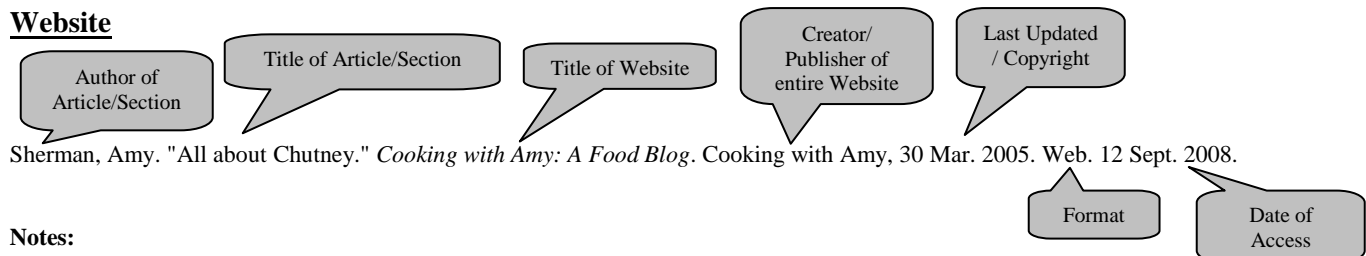 Website
Author of
Article/Section
Title of Article/Section
Title of Website
Creator/
Publisher of
entire Website
Last Updated
/ Copyright
Sherman, Amy. "All about Chutney." Cooking with Amy: A Food Blog. Cooking with Amy, 30 Mar. 2005. Web. 12 Sept. 2008.
Format
Date of
Access
Notes: